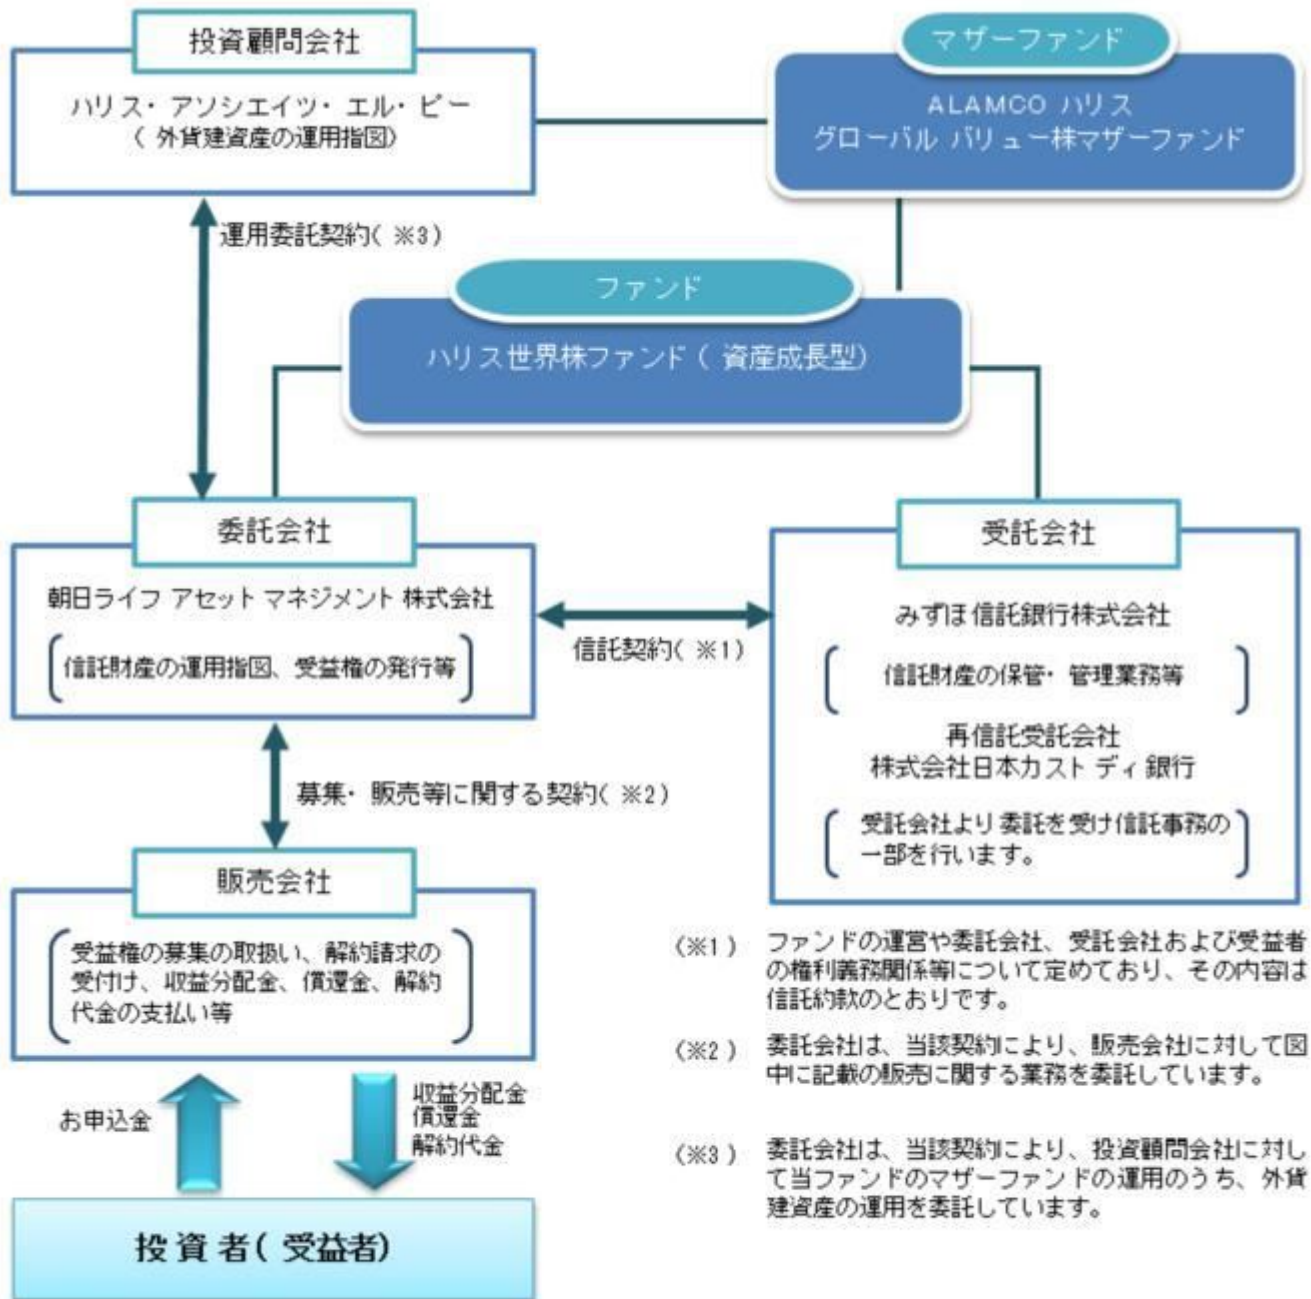 投資顧問会社
ハリス・アソシエイツ・エル・ピー
(外貨建資産の運用指図)
マザーファンド
ALAMCO ハリス
グローバル バリュー株マザーファンド
運用委託契約(※3)
ファンド
ハリス世界株ファンド(資産成長型)
委託会社
朝日ライフ アセット マネジメント 株式会社
信託財産の運用指図、受益権の発行等
信託契約(※1)
受託会社
みずほ信託銀行株式会社
信託財産の保管・管理業務等
再信託受託会社
株式会社日本カストディ銀行
受託会社より委託を受け信託事務の
一部を行います。
募集・販売等に関する契約(※2)
販売会社
受益権の募集の取扱い、解約請求の
受付け、収益分配金、償還金、解約
代金の支払い等
お申込金
収益分配金
償還金
解約代金
投資者(受益者)
(※1) ファンドの運営や委託会社、受託会社および受益者
の権利義務関係等について定めており、その内容は
信託約款のとおりです。
(※2) 委託会社は、当該契約により、販売会社に対して図
中に記載の販売に関する業務を委託しています。
(※3) 委託会社は、当該契約により、投資顧問会社に対し
て当ファンドのマザーファンドの運用のうち、外貨
建資産の運用を委託しています。